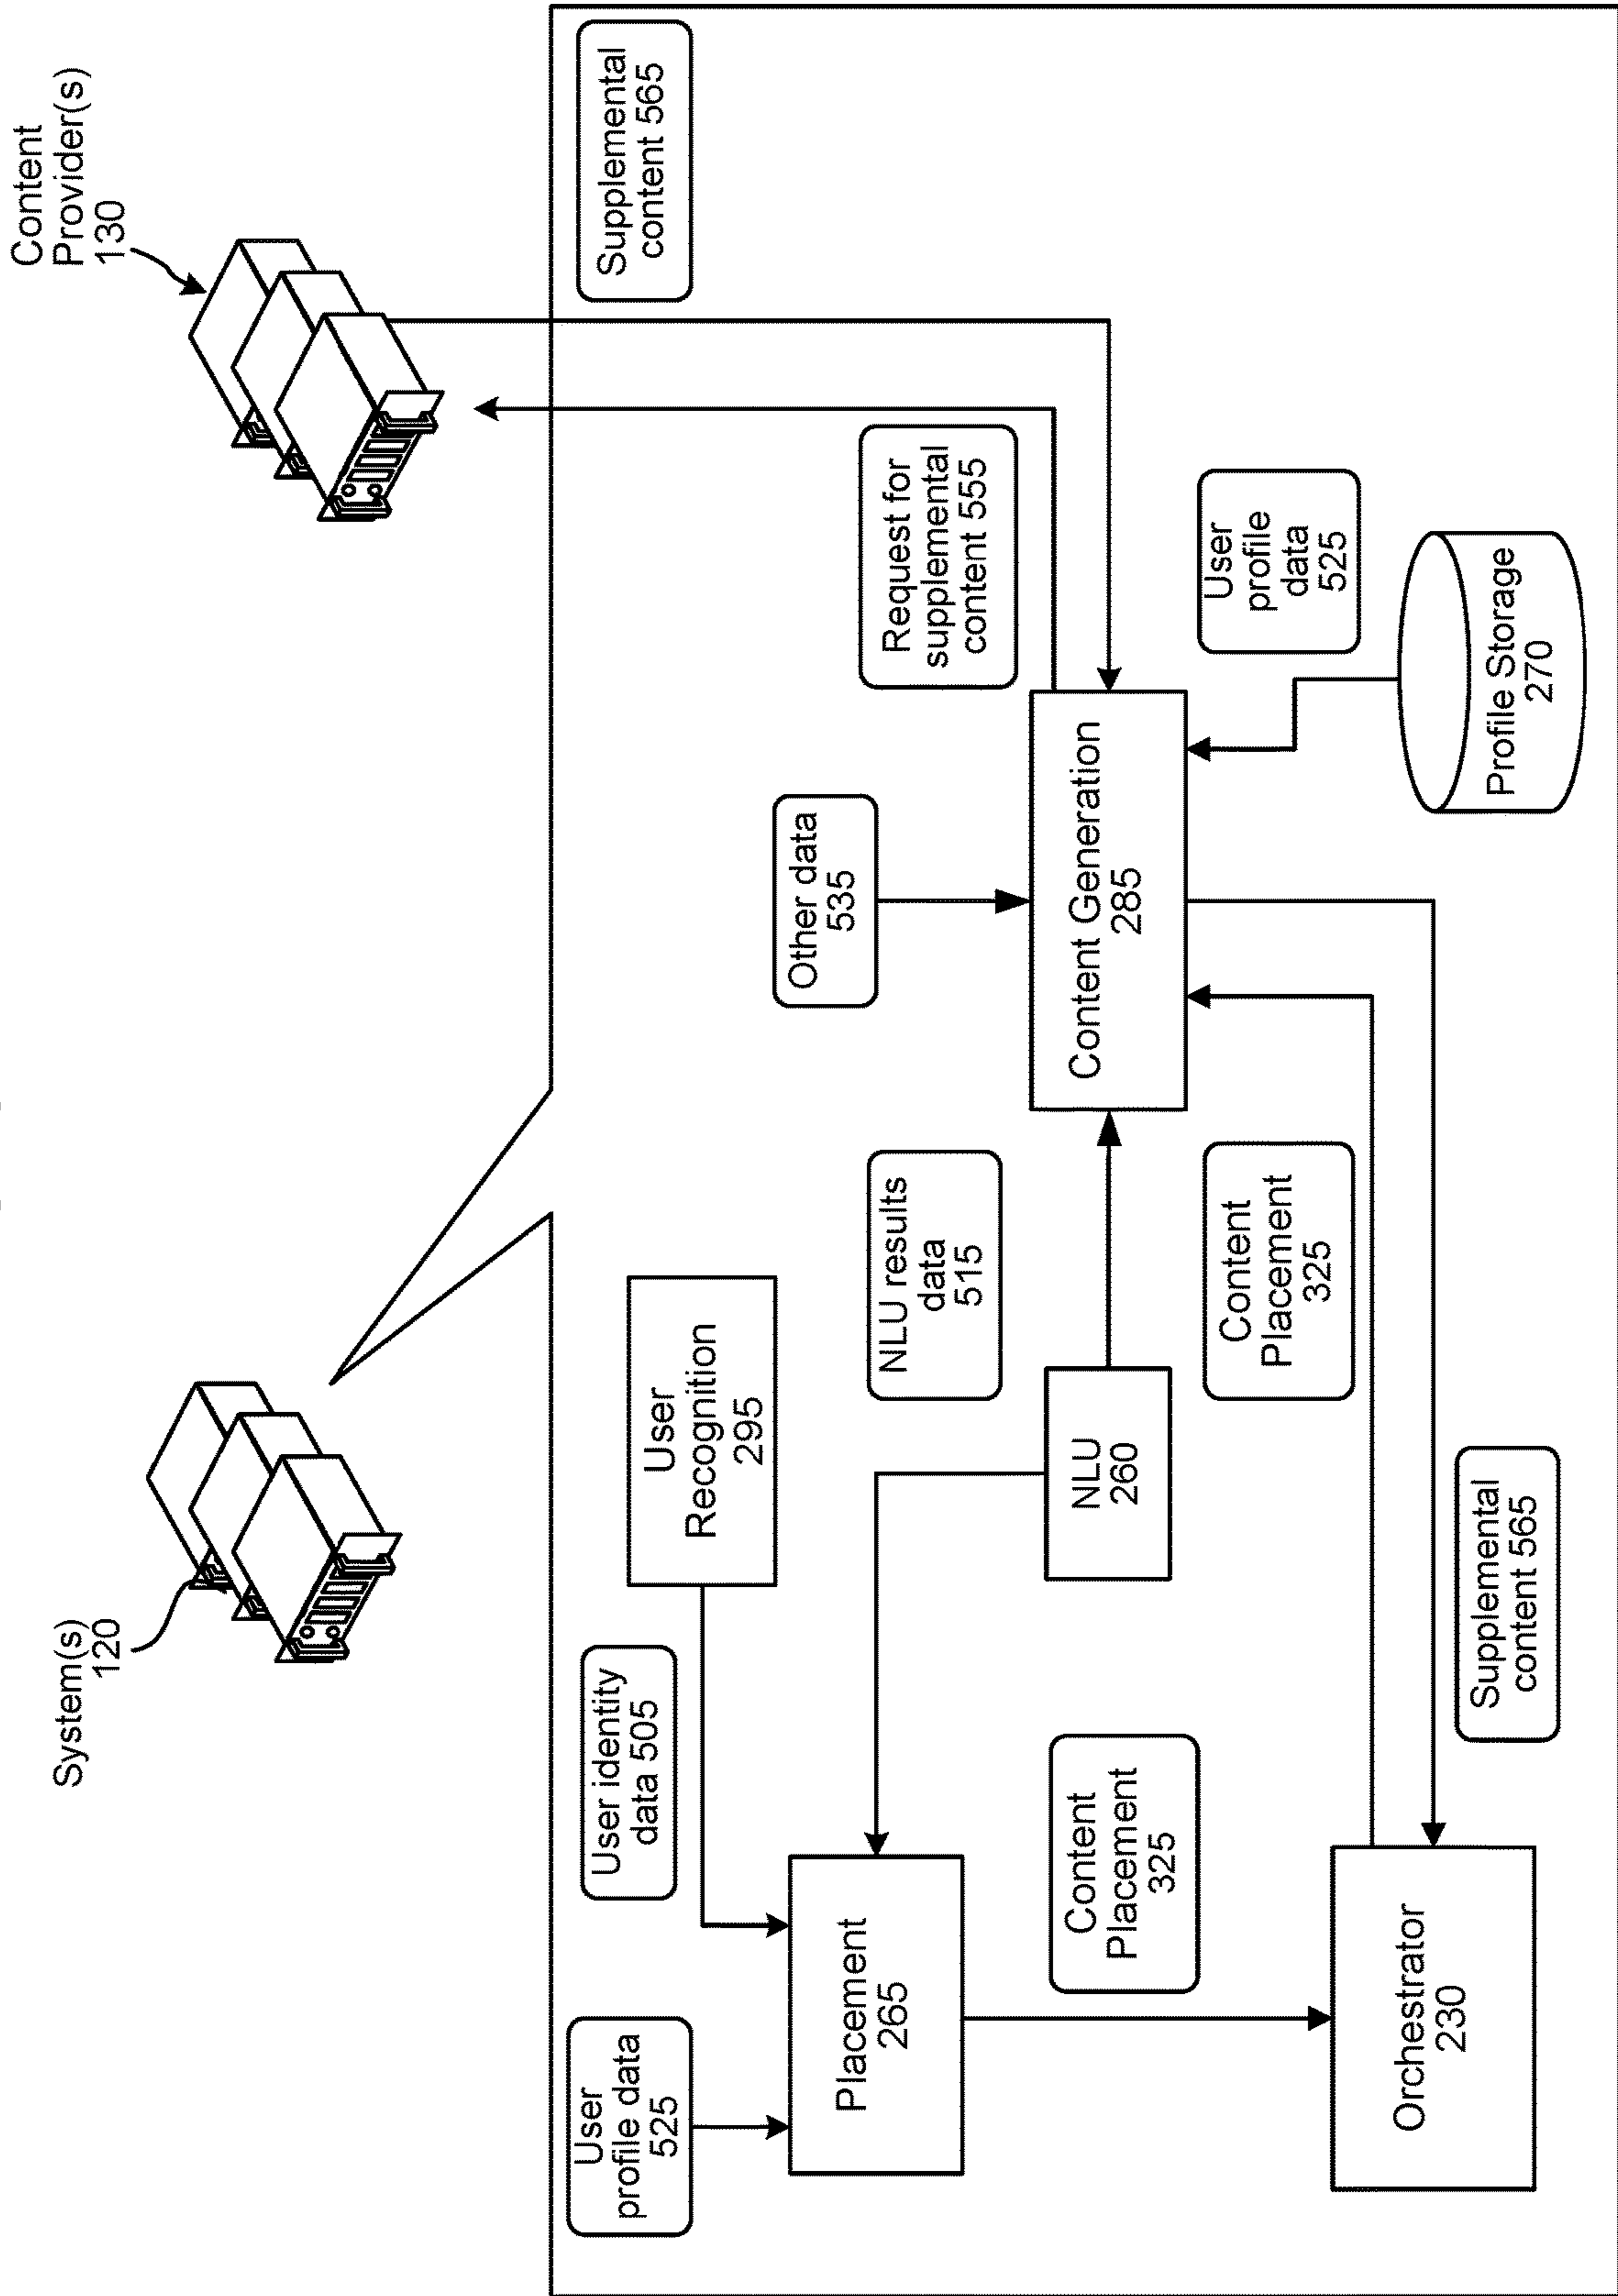 System(s)
120
Content
Provider(s)
130
User
profile data
525
User identity
data 505
User
Recognition
295
Supplemental
content 565
Placement
265
NLU results
data
515
Other data
535
Request for
supplemental
content 555
Content
Placement
325
NLU
260
Content Generation
285
Content
Placement
325
User
profile
data
525
Orchestrator
230
Supplemental
content 565
Profile Storage
270